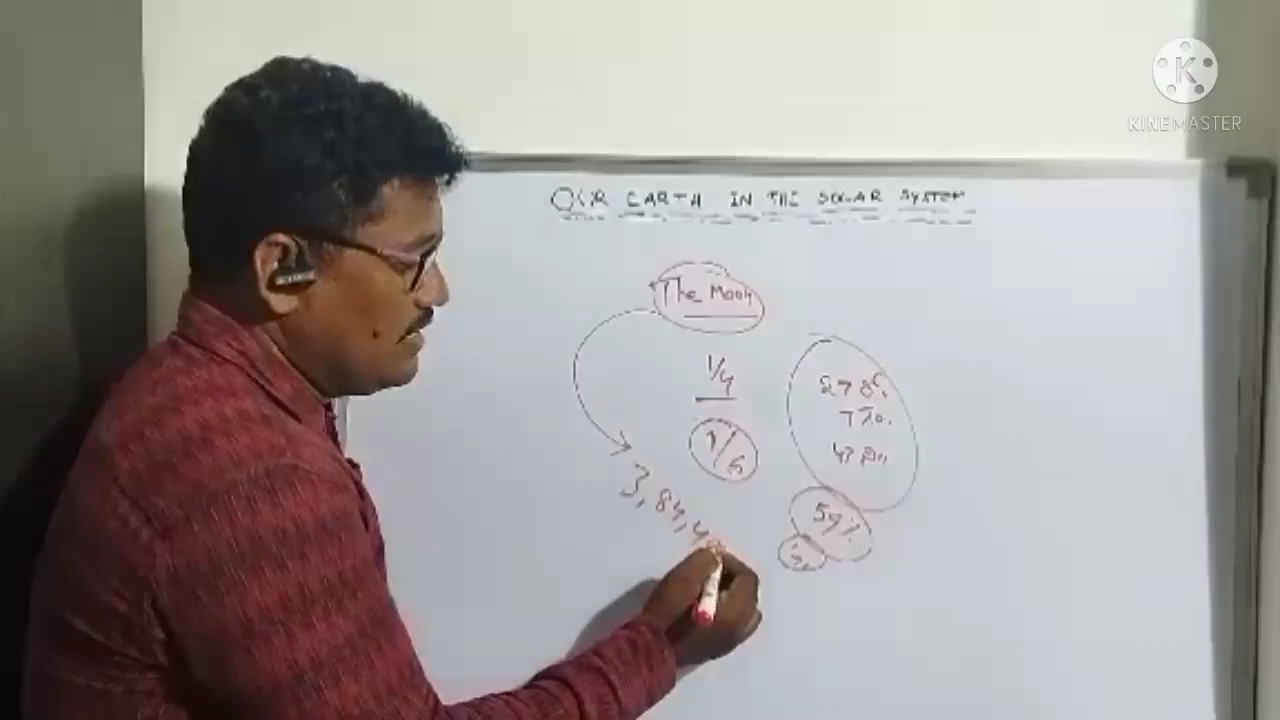 OUR EARTH IN THE SOLAR SYSTEM
The Moon
1/4
1/6
59%
3,84,4
K
KINEMASTER